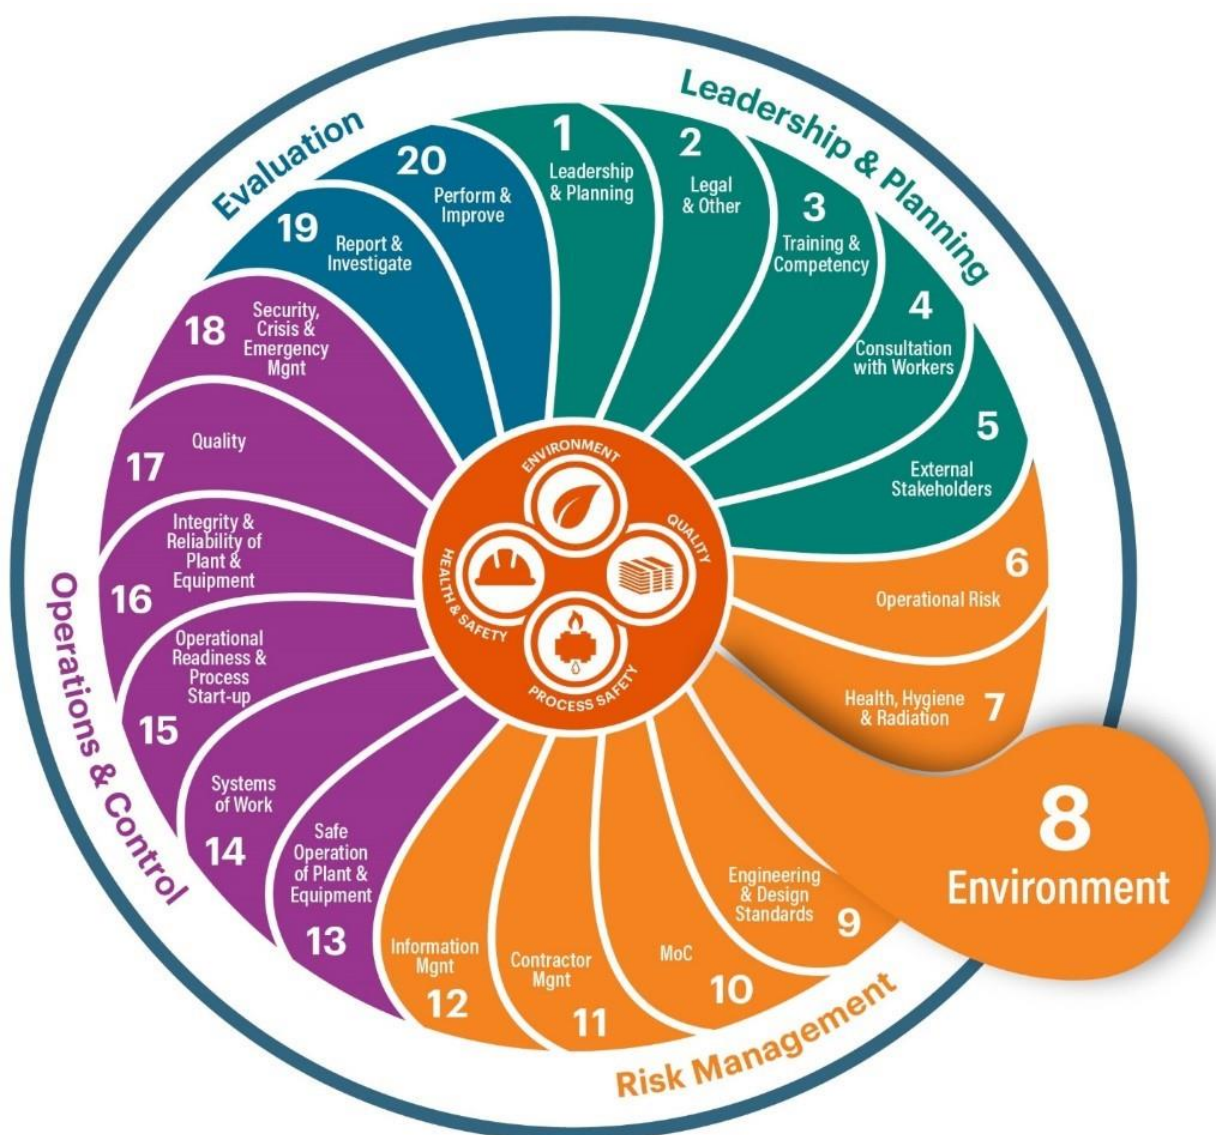 Leadership & Planning
1
Leadership
& Planning
2
Legal
& Other
3
Training &
Competency
4
Consultation
with Workers
5
External
Stakeholders
6
Operational Risk
7
Health, Hygiene
& Radiation
8
Environment
9
Engineering
& Design
Standards
Risk Management
10
MoC
11
Contractor
Mgnt
12
Information
Mgnt
13
Safe
Operation
of Plant &
Equipment
Operations & Control
14
Systems
of Work
15
Operational
Readiness &
Process
Start-up
16
Integrity &
Reliability of
Plant &
Equipment
17
Quality
18
Security,
Crisis &
Emergency
Mgnt
Evaluation
19
Report &
Investigate
20
Perform &
Improve
ENVIRONMENT
QUALITY
PROCESS SAFETY
HEALTH & SAFETY